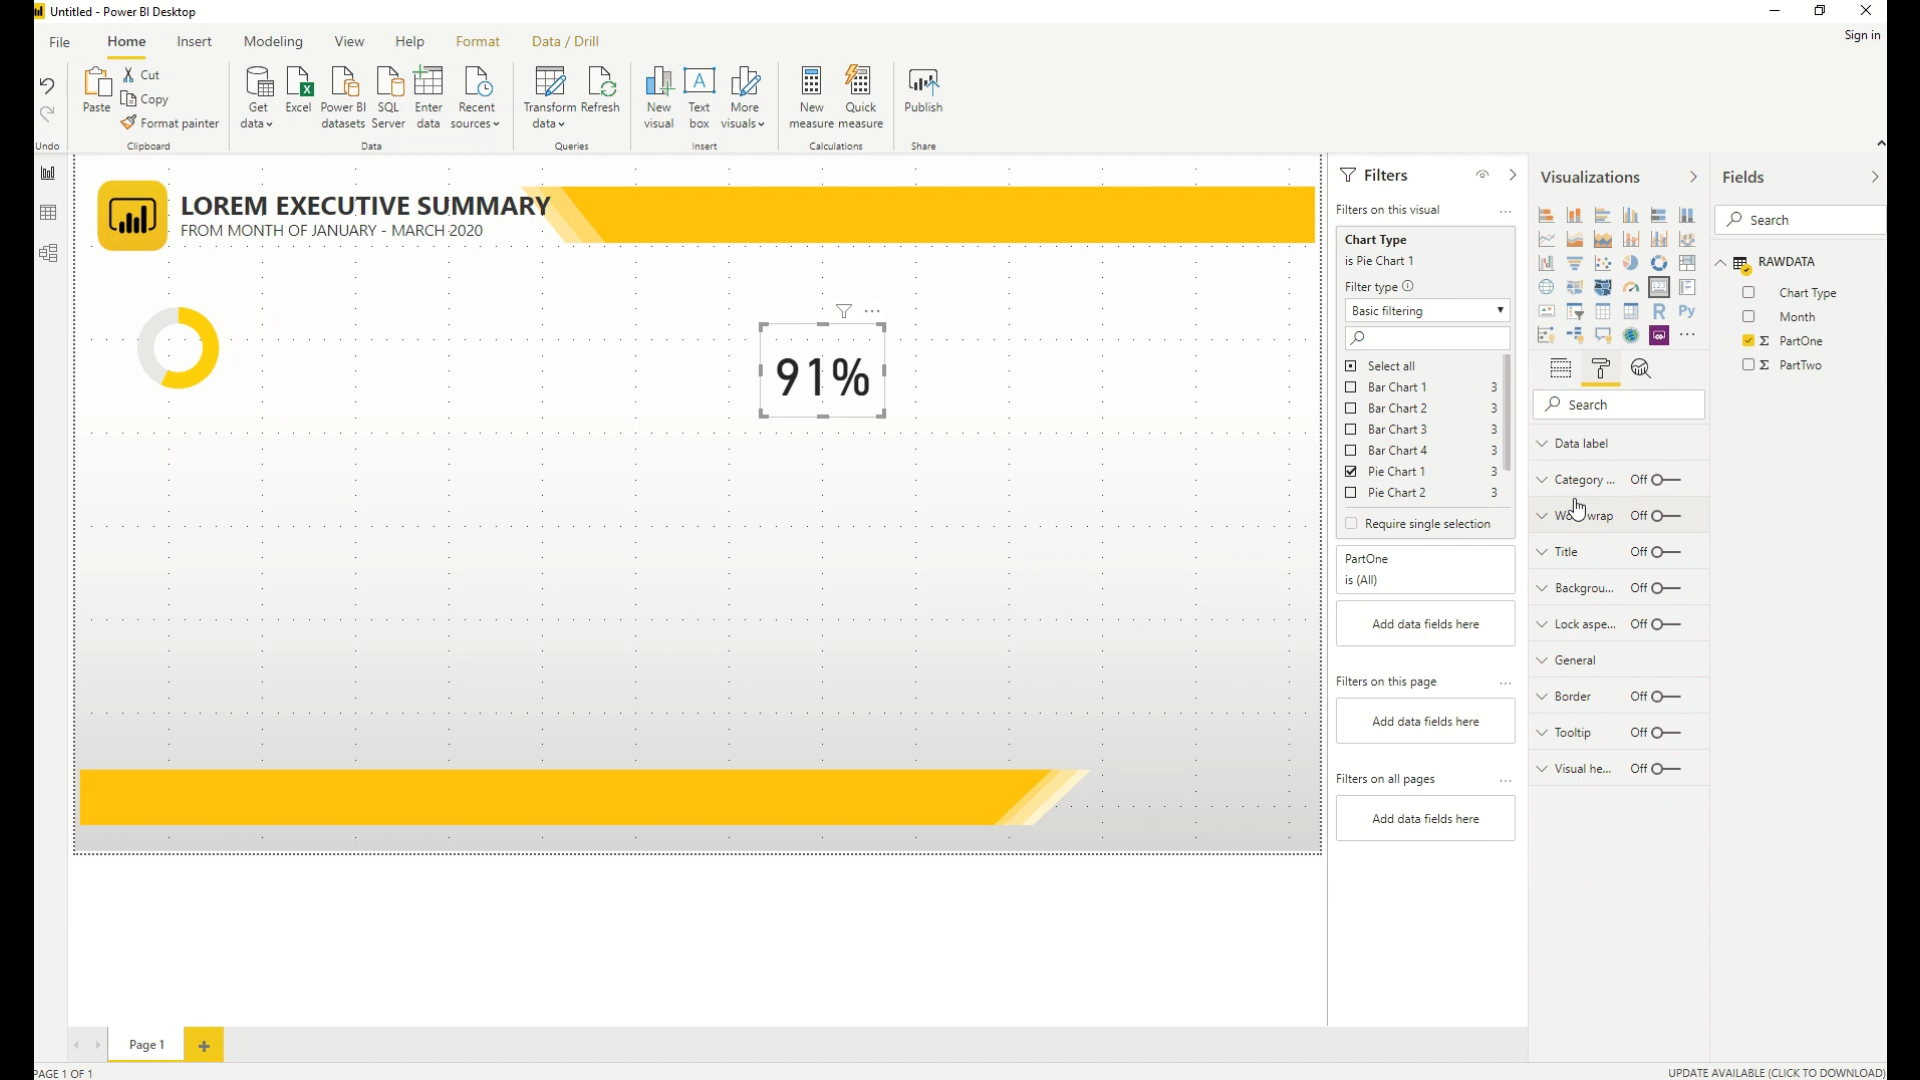 Untitled - Power BI Desktop
File Home Insert Modeling View Help Format Data / Drill
Sign in
Paste Cut Copy Format painter
Get data Excel Power BI datasets SQL Server Enter data Recent sources
Transform data Refresh
New visual Text box More visuals
New measure Quick measure
Publish
Undo Clipboard Data Queries Insert Calculations Share
LOREM EXECUTIVE SUMMARY
FROM MONTH OF JANUARY - MARCH 2020
91%
Filters
Filters on this visual ...
Chart Type
is Pie Chart 1
Filter type
Basic filtering
Select all
Bar Chart 1 3
Bar Chart 2 3
Bar Chart 3 3
Bar Chart 4 3
Pie Chart 1 3
Pie Chart 2 3
Require single selection
PartOne
is (All)
Add data fields here
Filters on this page ...
Add data fields here
Filters on all pages ...
Add data fields here
Visualizations
R Py ...
Search
Data label
Category ... Off
wrap Off
Title Off
Backgrou... Off
Lock aspe... Off
General
Border Off
Tooltip Off
Visual he... Off
Fields
Search
RAWDATA
Chart Type
Month
Σ PartOne
Σ PartTwo
Page 1 +
PAGE 1 OF 1
UPDATE AVAILABLE (CLICK TO DOWNLOAD)